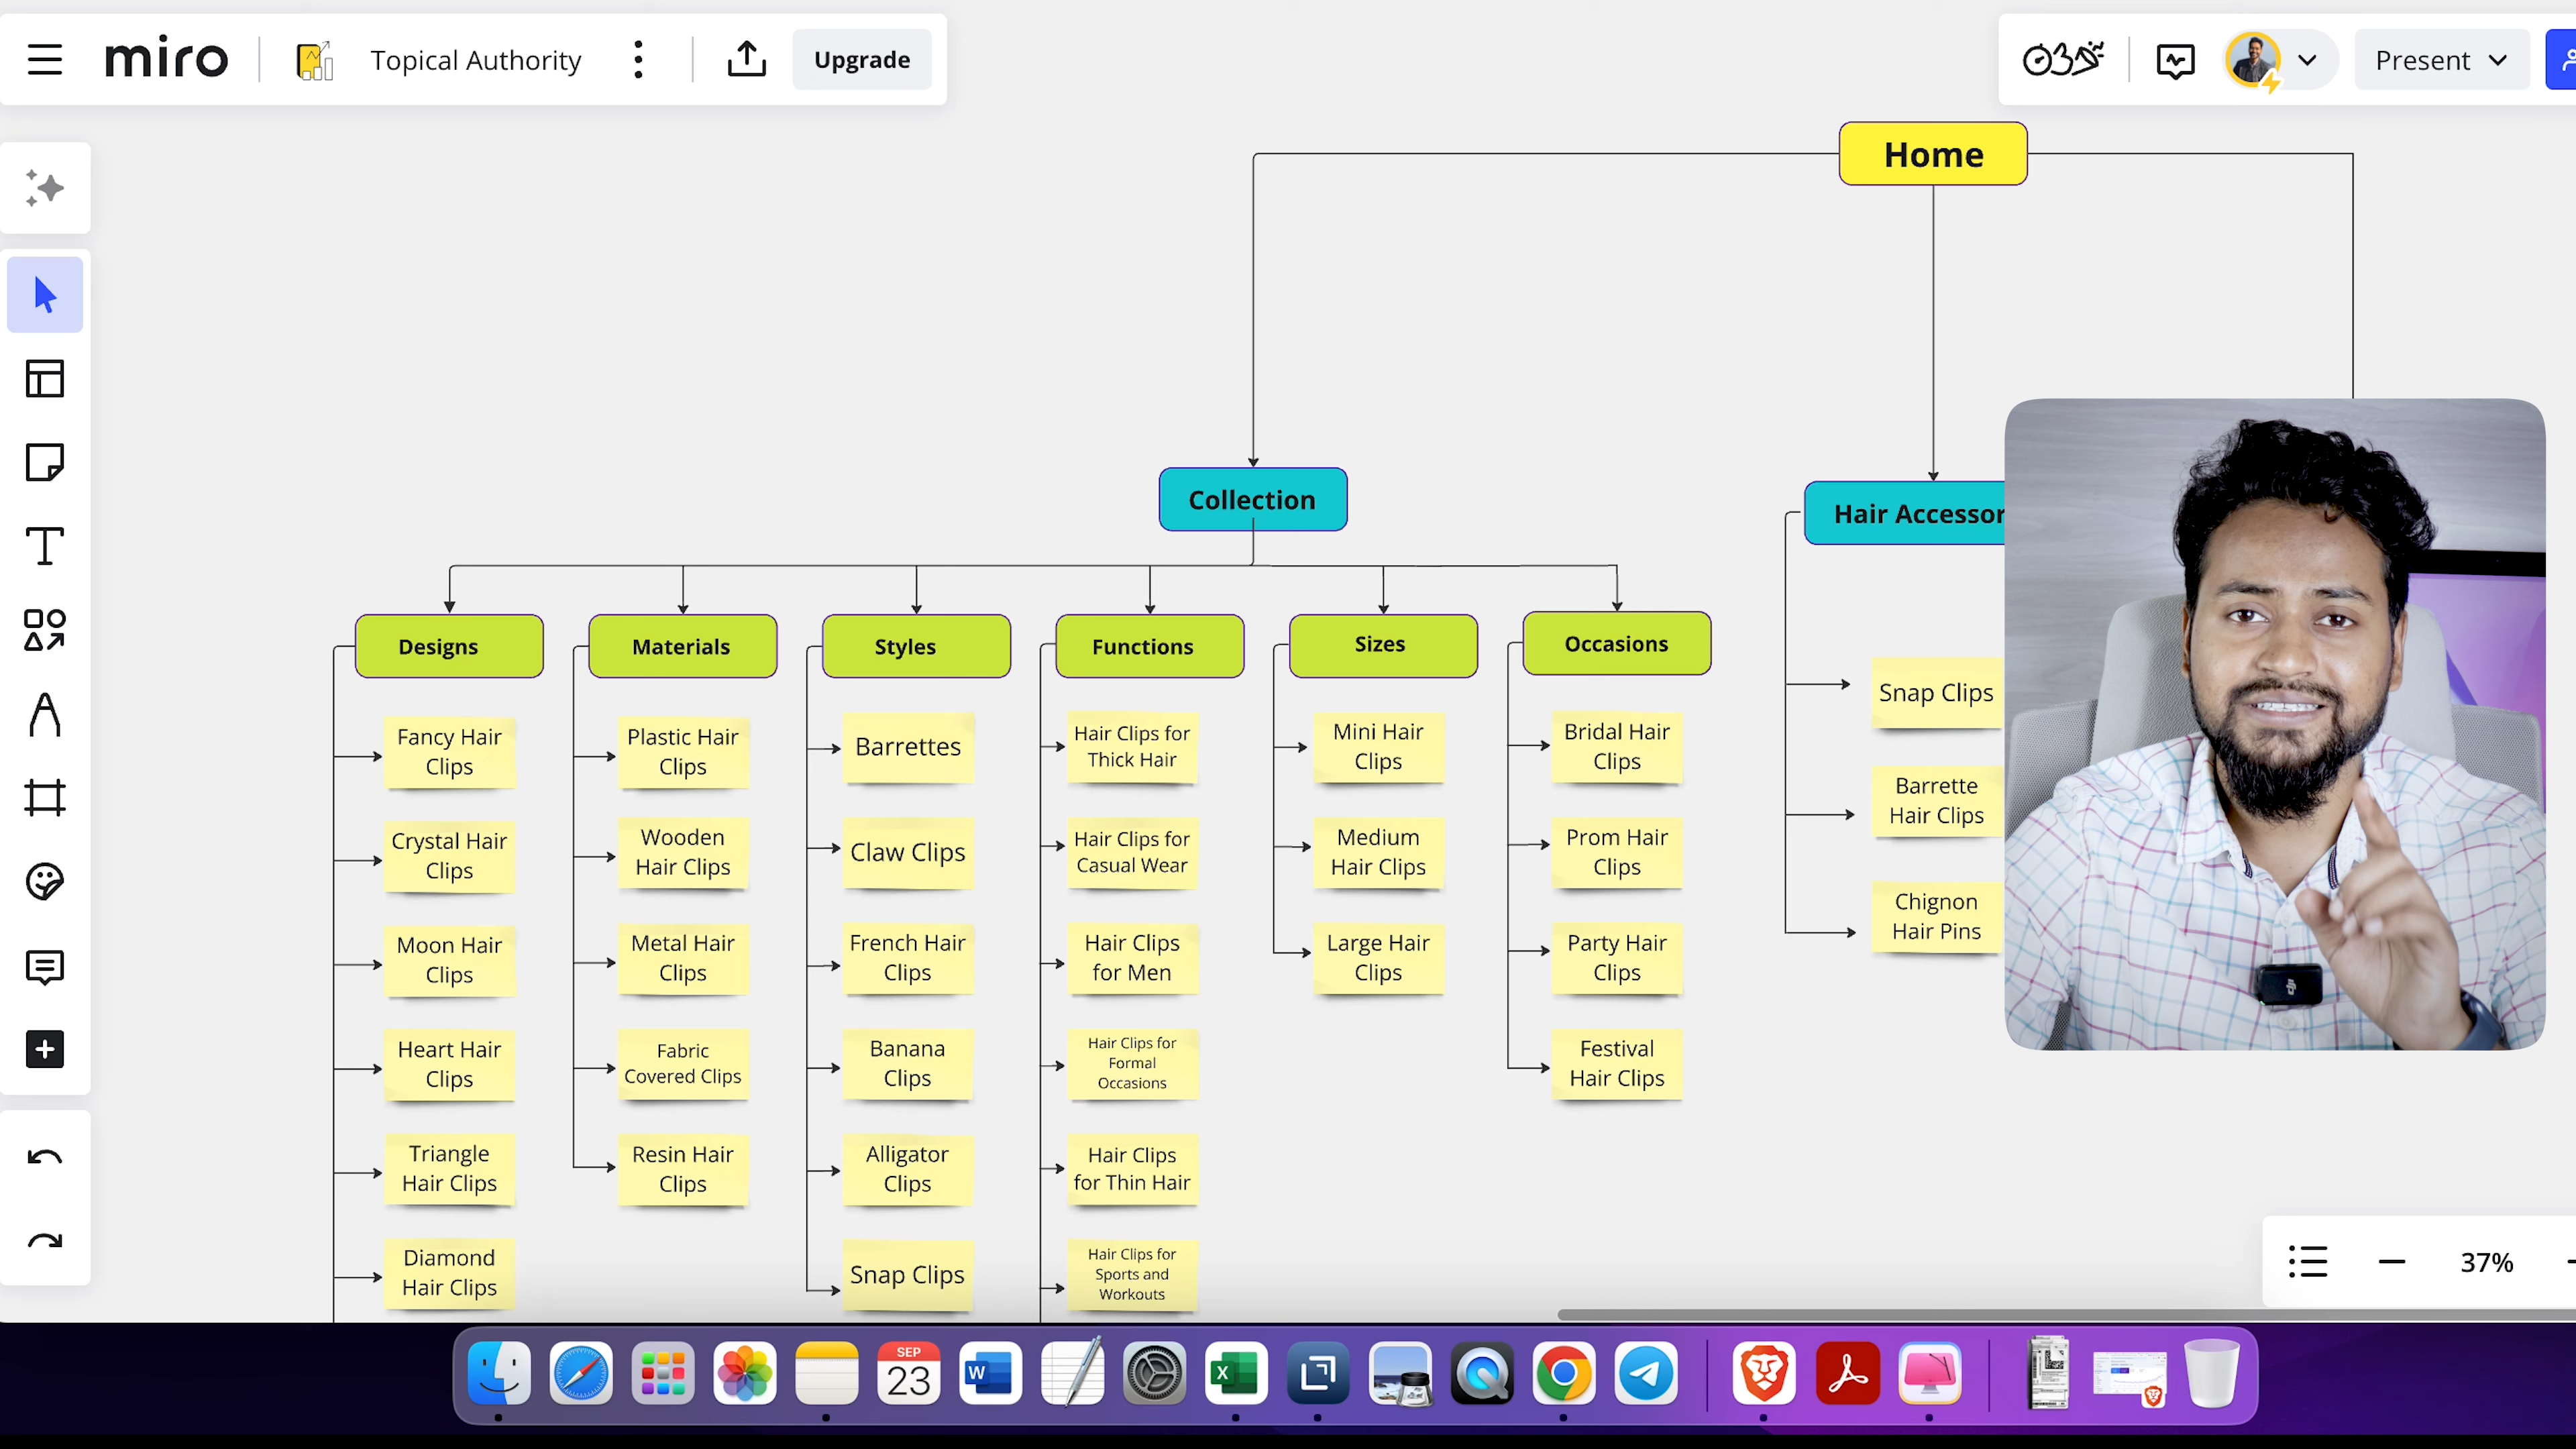 miro
Topical Authority
Upgrade
Present
Home
Collection
Hair Accessor
Designs
Materials
Styles
Functions
Sizes
Occasions
Fancy Hair
Clips
Crystal Hair
Clips
Moon Hair
Clips
Heart Hair
Clips
Triangle
Hair Clips
Diamond
Hair Clips
Plastic Hair
Clips
Wooden
Hair Clips
Metal Hair
Clips
Fabric
Covered Clips
Resin Hair
Clips
Barrettes
Claw Clips
French Hair
Clips
Banana
Clips
Alligator
Clips
Snap Clips
Hair Clips for
Thick Hair
Hair Clips for
Casual Wear
Hair Clips
for Men
Hair Clips for
Formal
Occasions
Hair Clips
for Thin Hair
Hair Clips for
Sports and
Workouts
Mini Hair
Clips
Medium
Hair Clips
Large Hair
Clips
Bridal Hair
Clips
Prom Hair
Clips
Party Hair
Clips
Festival
Hair Clips
Snap Clips
Barrette
Hair Clips
Chignon
Hair Pins
dji
37%
SEP
23
W
X